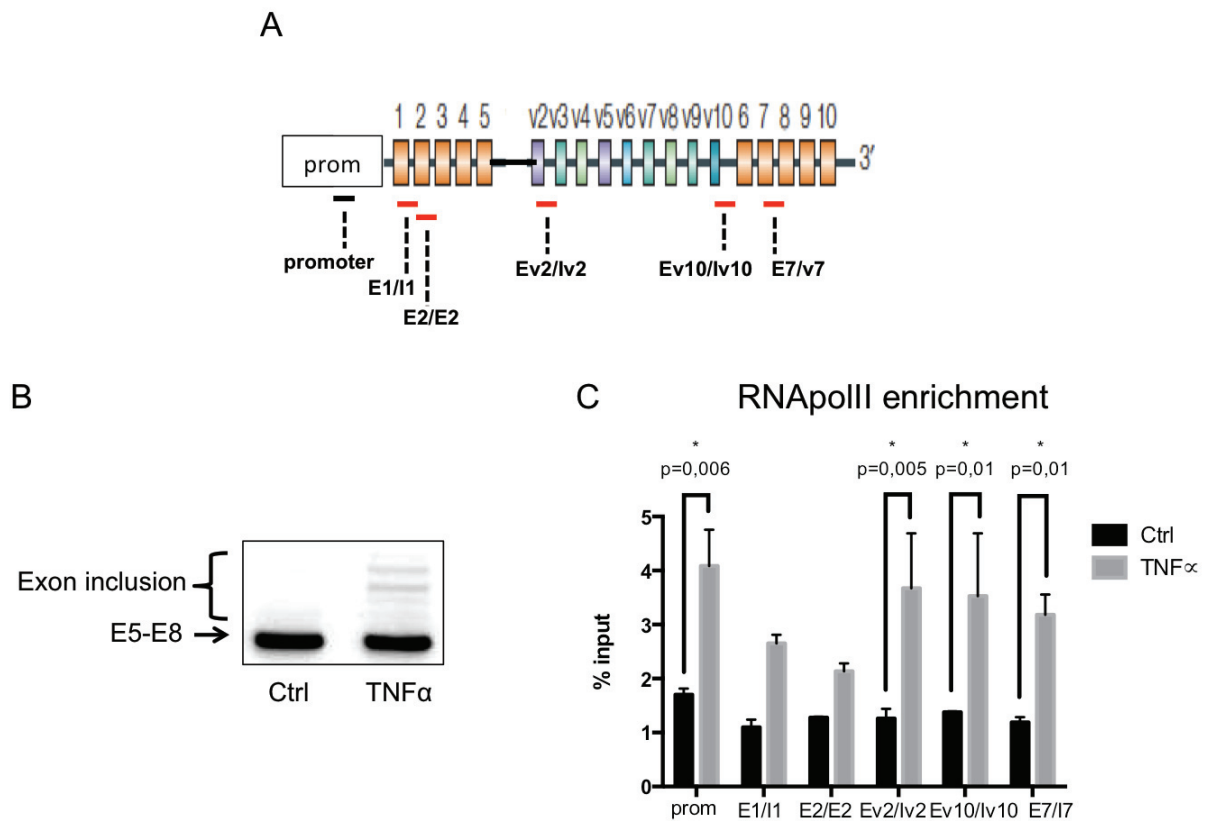 A
1 2 3 4 5 v2 v3 v4 v5 v6 v7 v8 v9 v10 6 7 8 9 10
prom
3′
promoter
E1/I1
E2/E2
Ev2/Iv2
Ev10/Iv10
E7/v7
B
Exon inclusion
E5-E8
Ctrl TNFα
C
RNApolII enrichment
* * * *
p=0,006 p=0,005 p=0,01 p=0,01
% input
5
4
3
2
1
0
Ctrl
TNF∝
prom E1/I1 E2/E2 Ev2/Iv2 Ev10/Iv10 E7/I7